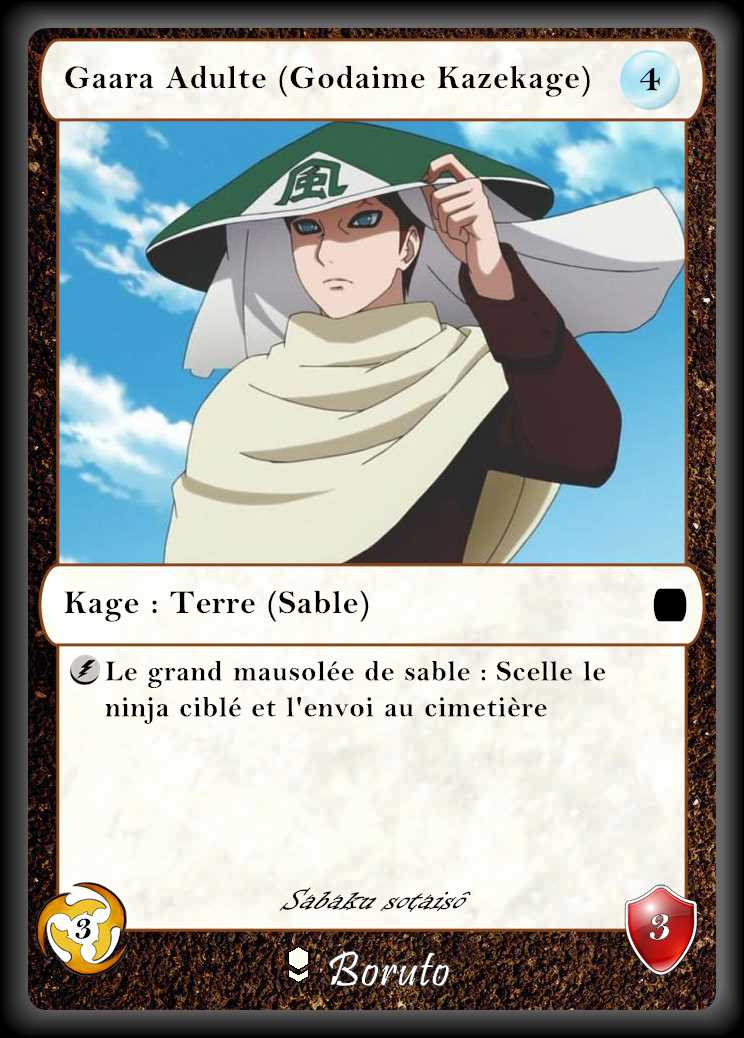 Gaara Adulte (Godaime Kazekage) 4
風
Kage : Terre (Sable)
Le grand mausolée de sable : Scelle le
ninja ciblé et l'envoi au cimetière
Sabaku sotaisô
3 3
Boruto